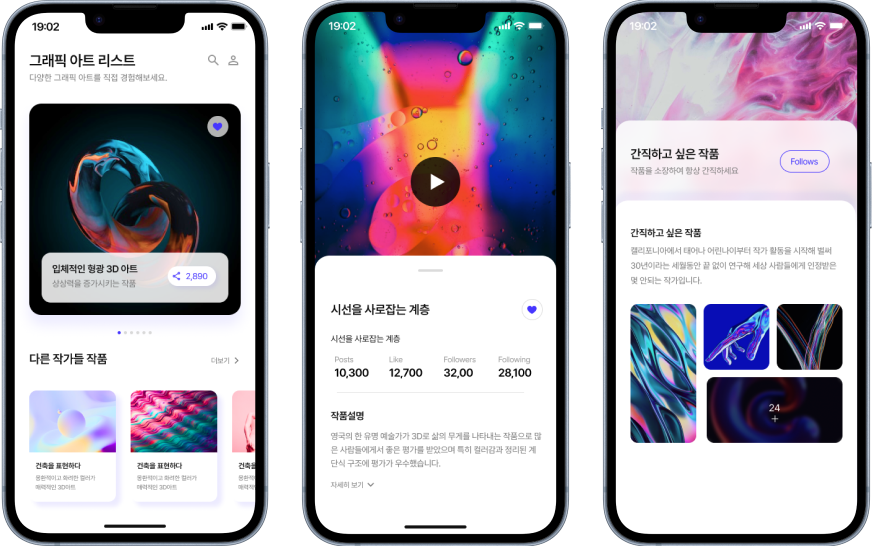 19:02
그래픽 아트 리스트
다양한 그래픽 아트를 직접 경험해보세요.
입체적인 형광 3D 아트
상상력을 증가시키는 작품
2,890
다른 작가들 작품
더보기
건축을 표현하다
웅환적이고 화려한 컬러가
매력적인 3D아트
건축을 표현하다
웅환적이고 화려한 컬러가
매력적인 3D아트
19:02
시선을 사로잡는 계층
시선을 사로잡는 계층
Posts Like Followers Following
10,300 12,700 32,00 28,100
작품설명
영국의 한 유명 예술가가 3D로 삶의 무게를 나타내는 작품으로 많
은 사람들에게서 좋은 평가를 받았으며 특히 컬러감과 정리된 계
단식 구조에 평가가 우수했습니다.
자세히 보기
19:02
간직하고 싶은 작품
작품을 소장하여 항상 간직하세요
Follows
간직하고 싶은 작품
캘리포니아에서 태어나 어린나이부터 작가 활동을 시작해 벌써
30년이라는 세월동안 끝 없이 연구해 세상 사람들에게 인정받은
몇 안되는 작가입니다.
24
+